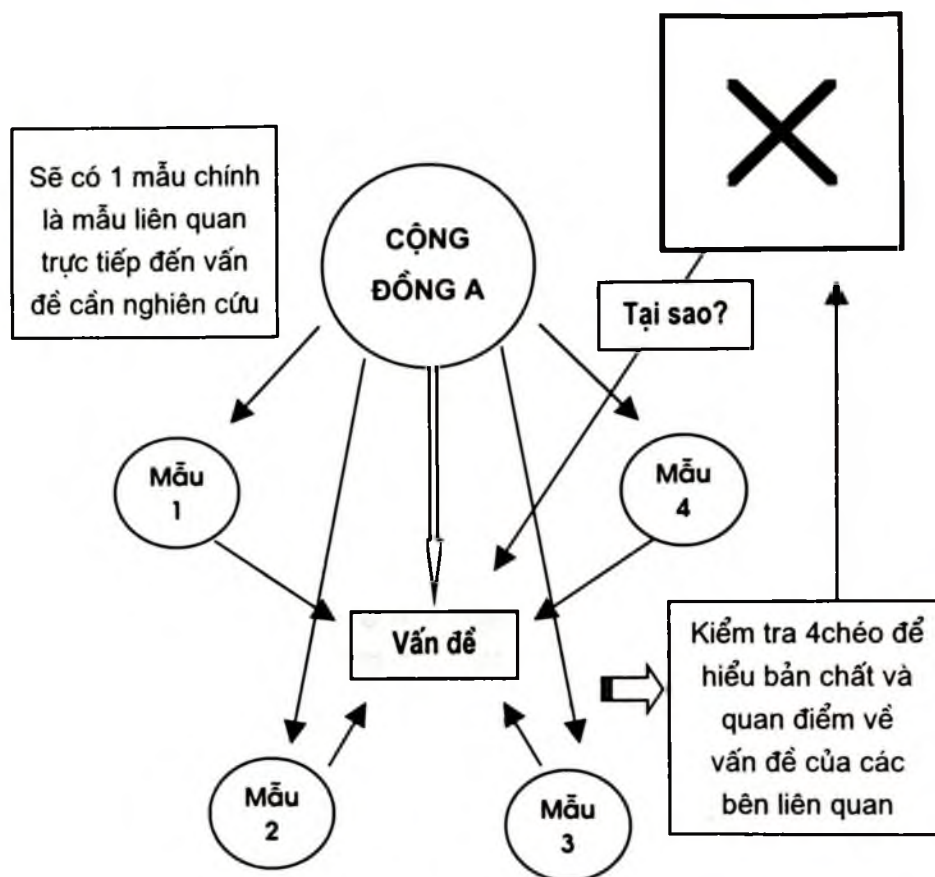 Sẽ có 1 mẫu chính
là mẫu liên quan
trực tiếp đến vấn
đề cần nghiên cứu
CỘNG
ĐỒNG A
Tại sao?
Mẫu
1
Mẫu
4
Vấn đề
Kiểm tra 4chéo để
hiểu bản chất và
quan điểm về
vấn đề của các
bên liên quan
Mẫu
2
Mẫu
3